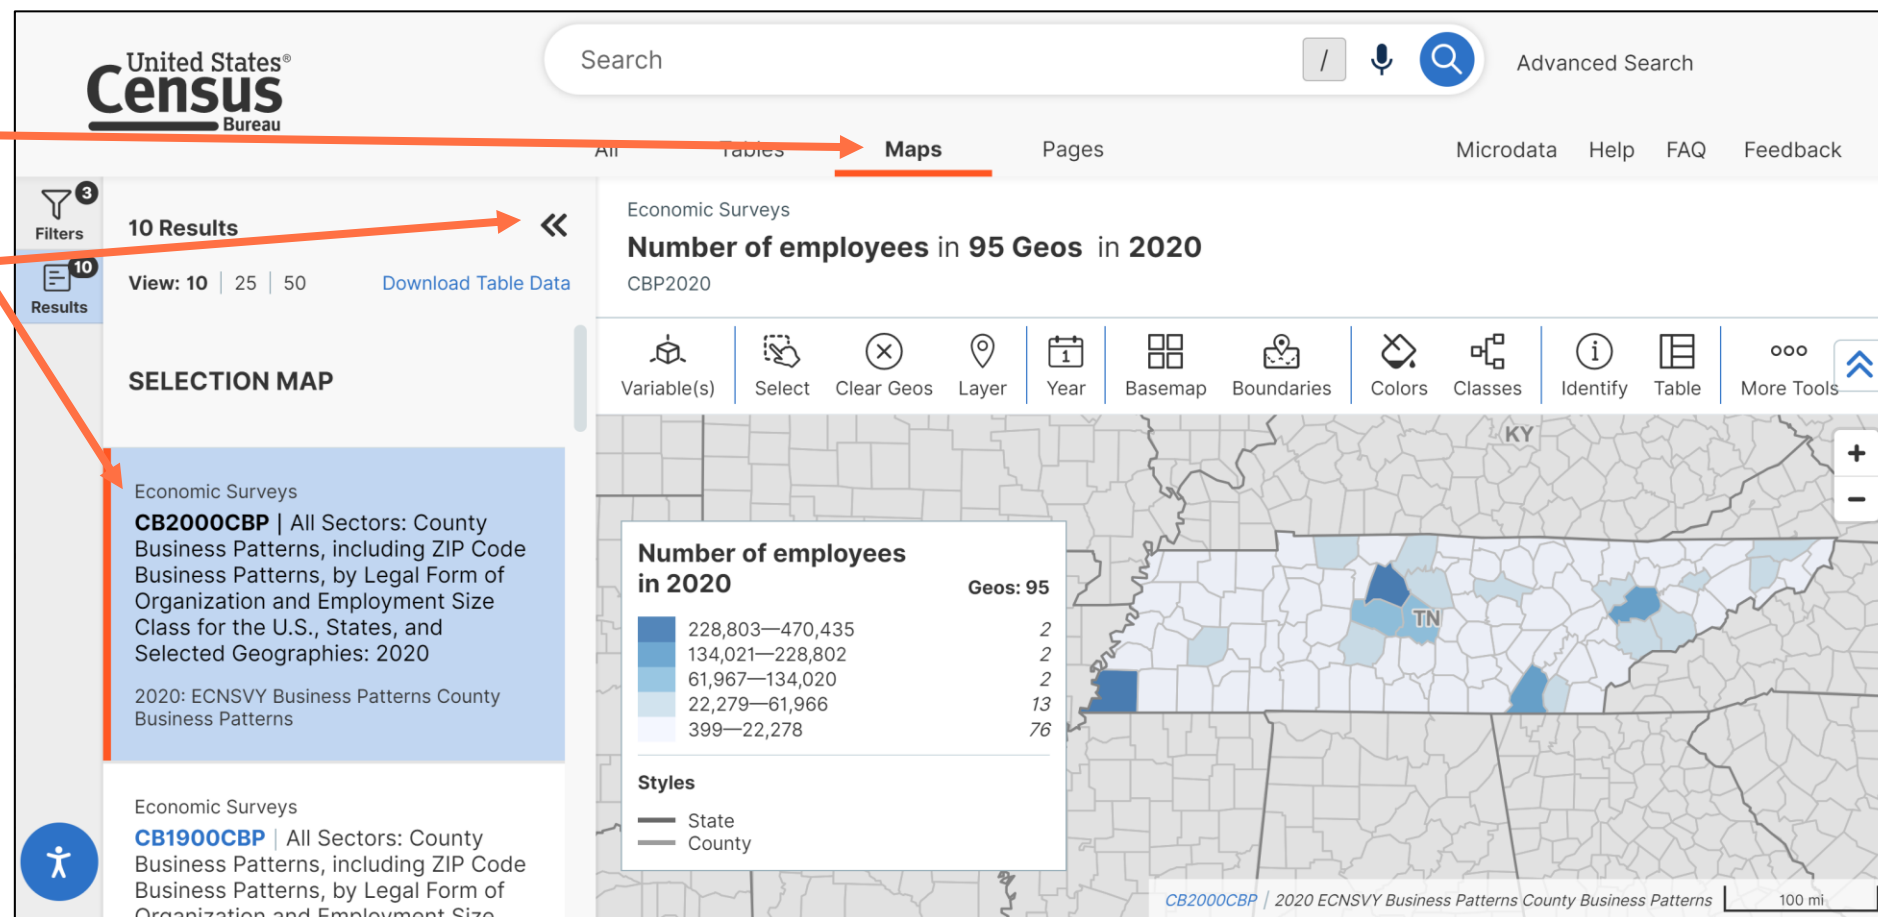 United States®
Census
Bureau
Search
/
Advanced Search
All
Tables
Maps
Pages
Microdata
Help
FAQ
Feedback
3
Filters
10
Results
10 Results
View: 10 | 25 | 50
Download Table Data
SELECTION MAP
Economic Surveys
CB2000CBP | All Sectors: County
Business Patterns, including ZIP Code
Business Patterns, by Legal Form of
Organization and Employment Size
Class for the U.S., States, and
Selected Geographies: 2020
2020: ECNSVY Business Patterns County
Business Patterns
Economic Surveys
CB1900CBP | All Sectors: County
Business Patterns, including ZIP Code
Business Patterns, by Legal Form of
Organization and Employment Size
Economic Surveys
Number of employees in 95 Geos in 2020
CBP2020
Variable(s)
Select
Clear Geos
Layer
1
Year
Basemap
Boundaries
Colors
Classes
i
Identify
Table
More Tools
KY
TN
+
−
Number of employees
in 2020
Geos: 95
228,803—470,435 2
134,021—228,802 2
61,967—134,020 2
22,279—61,966 13
399—22,278 76
Styles
State
County
CB2000CBP | 2020 ECNSVY Business Patterns County Business Patterns
100 mi